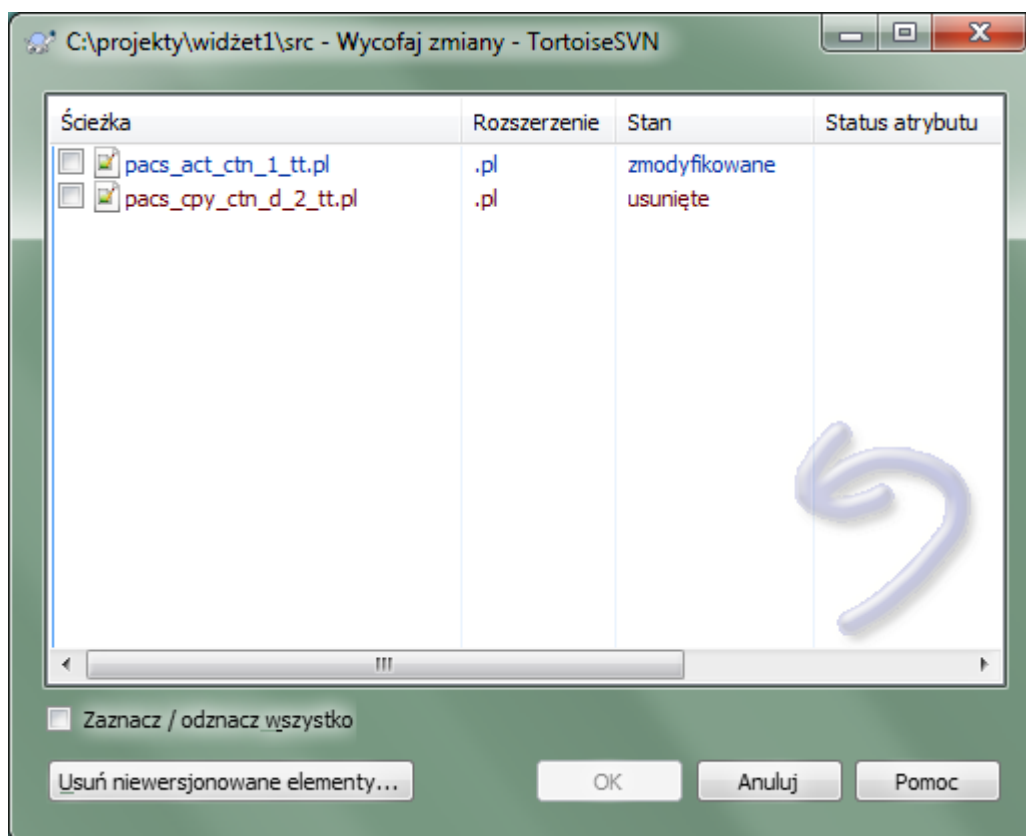 C:\projekty\widżet1\src - Wycofaj zmiany - TortoiseSVN
Ścieżka Rozszerzenie Stan Status atrybutu
pacs_act_ctn_1_tt.pl .pl zmodyfikowane
pacs_cpy_ctn_d_2_tt.pl .pl usunięte
Zaznacz / odznacz wszystko
Usuń niewersjonowane elementy... OK Anuluj Pomoc